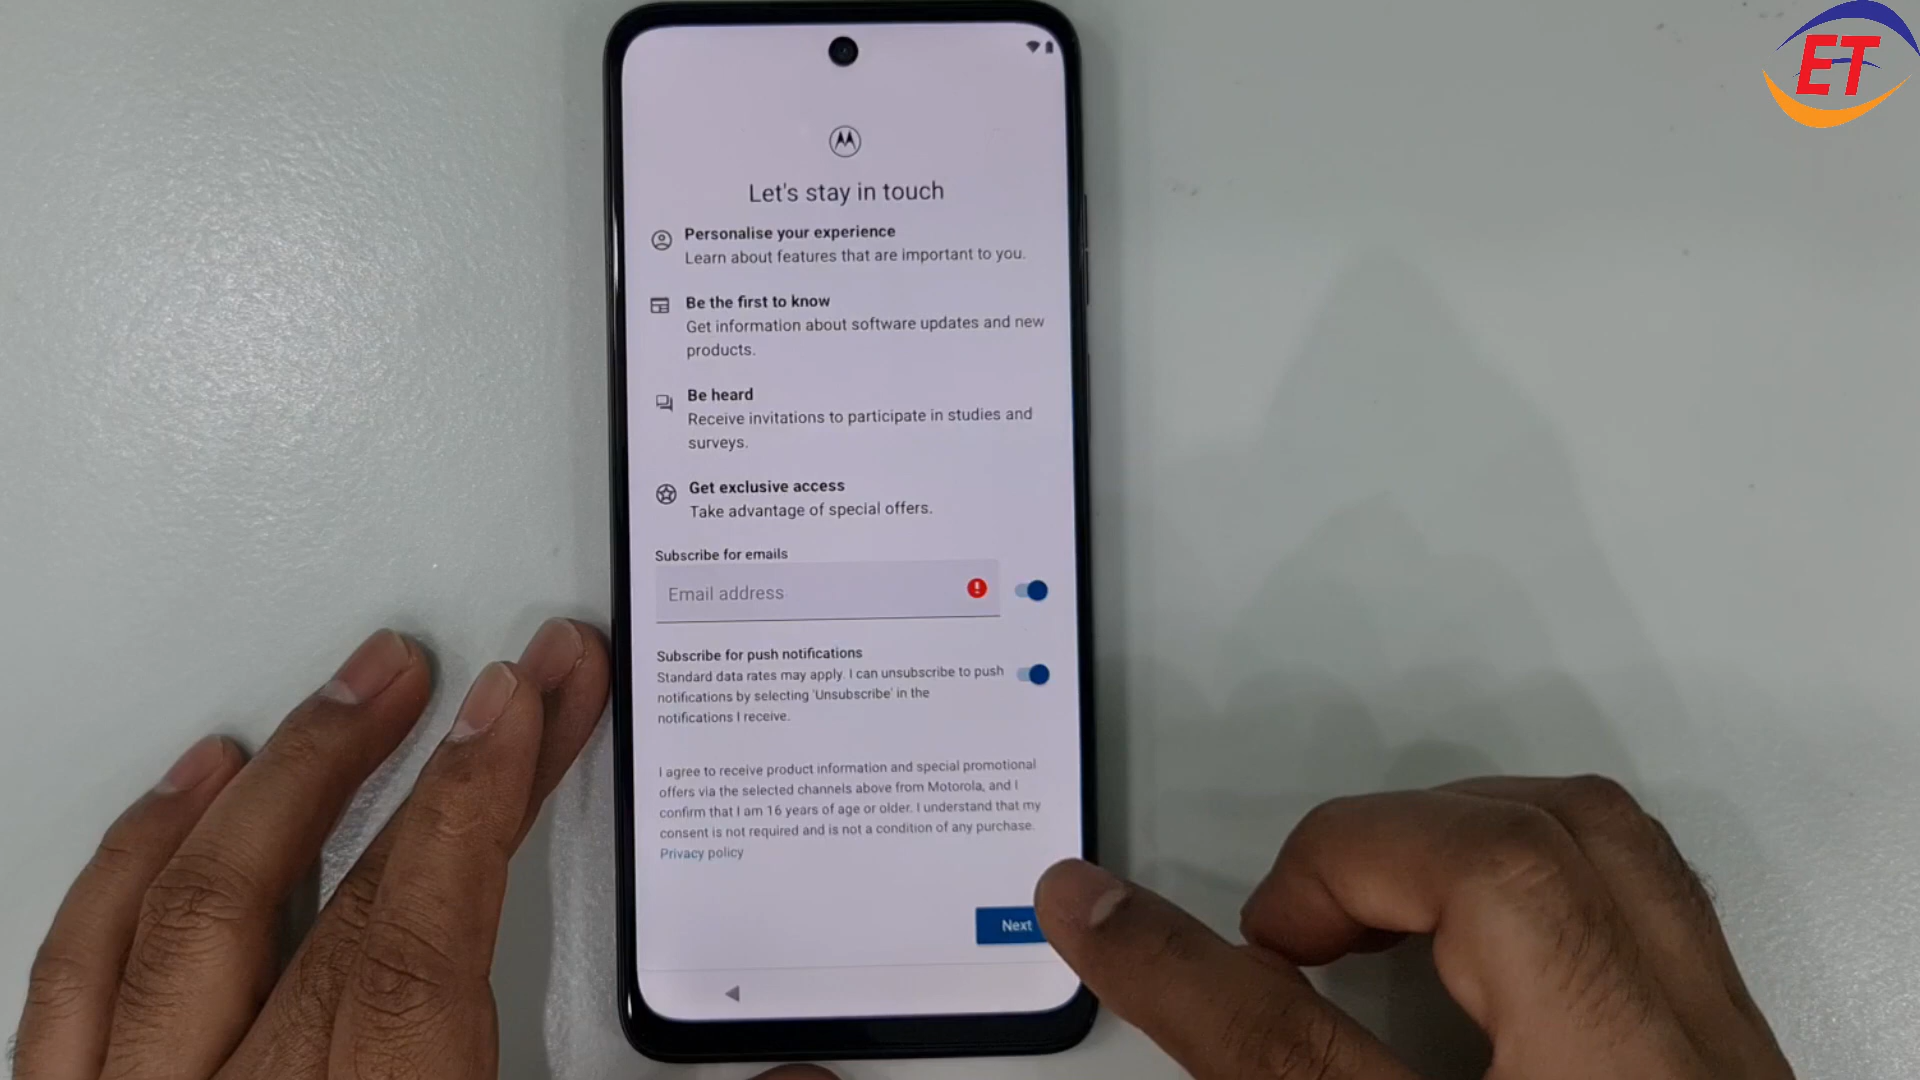 ET
Let's stay in touch
Personalise your experience
Learn about features that are important to you.
Be the first to know
Get information about software updates and new
products.
Be heard
Receive invitations to participate in studies and
surveys.
Get exclusive access
Take advantage of special offers.
Subscribe for emails
Email address
Subscribe for push notifications
Standard data rates may apply. I can unsubscribe to push
notifications by selecting 'Unsubscribe' in the
notifications I receive.
I agree to receive product information and special promotional
offers via the selected channels above from Motorola, and I
confirm that I am 16 years of age or older. I understand that my
consent is not required and is not a condition of any purchase.
Privacy policy
Next